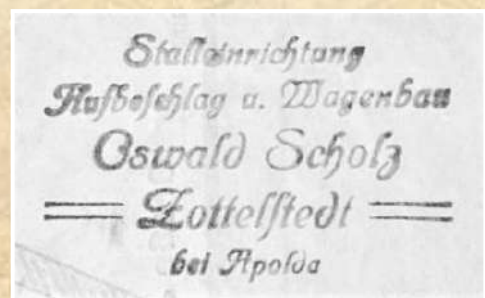 Stalleinrichtung
Hufbeschlag u. Wagenbau
Oswald Scholz
Zottelstedt
bei Apolda